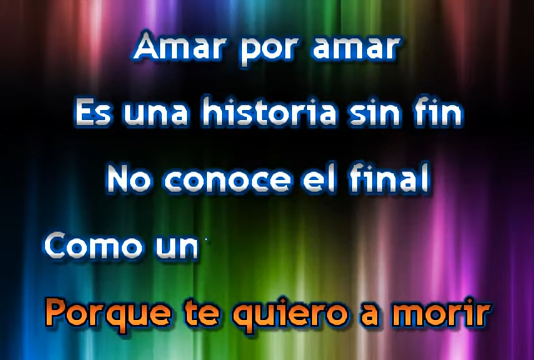 Amar por amar
Es una historia sin fin
No conoce el final
Como un
Porque te quiero a morir